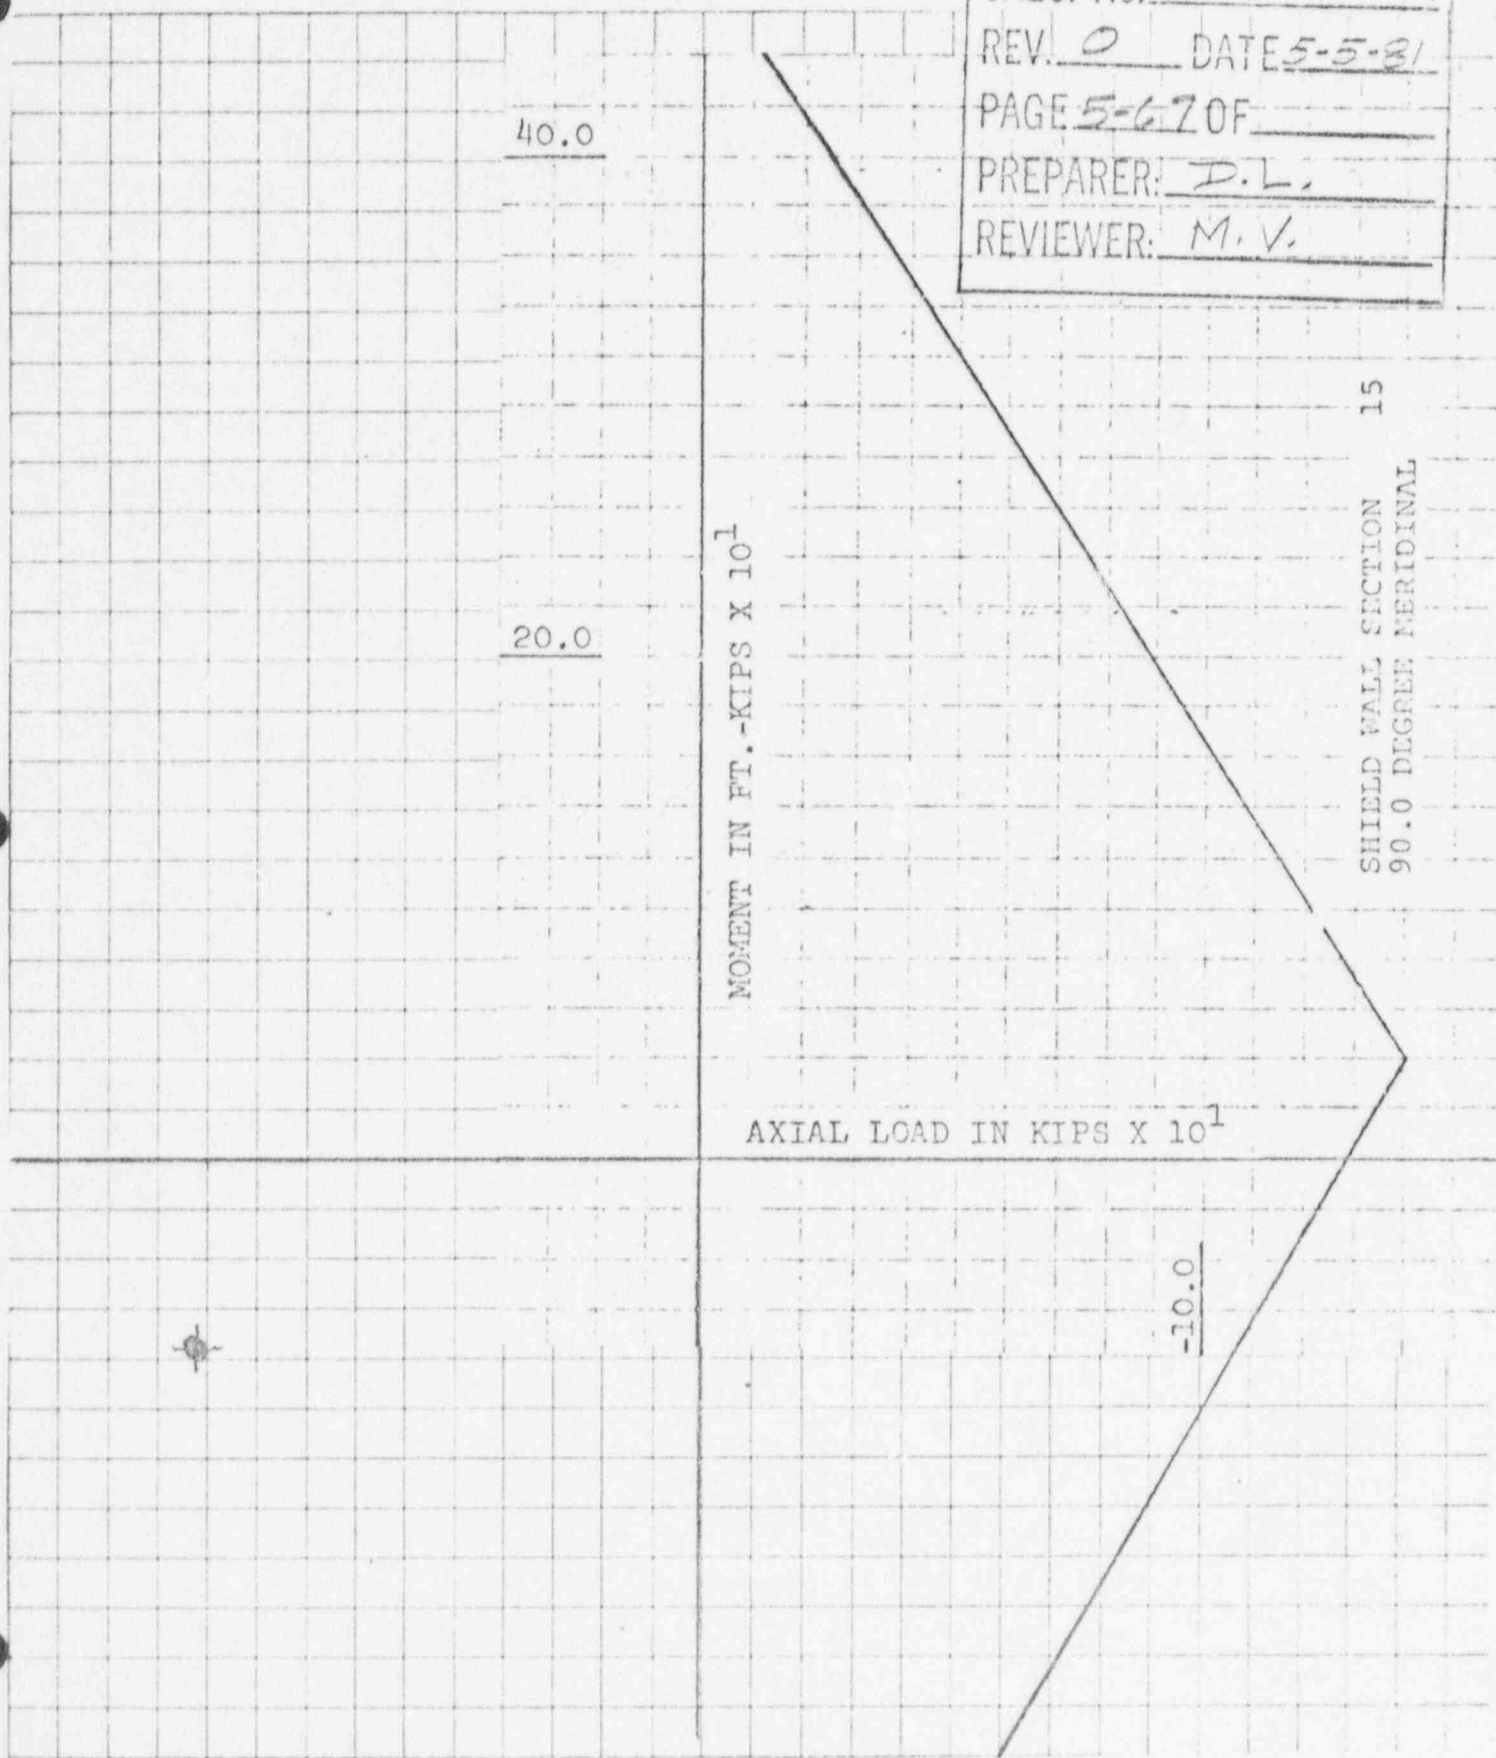 REV. 0 DATE 5-5-81
PAGE 5-67 OF
PREPARER: D.L.
REVIEWER: M.V.
40.0
20.0
MOMENT IN FT.-KIPS X 10^1
SHIELD WALL SECTION 15
90.0 DEGREE MERIDINAL
AXIAL LOAD IN KIPS X 10^1
-10.0